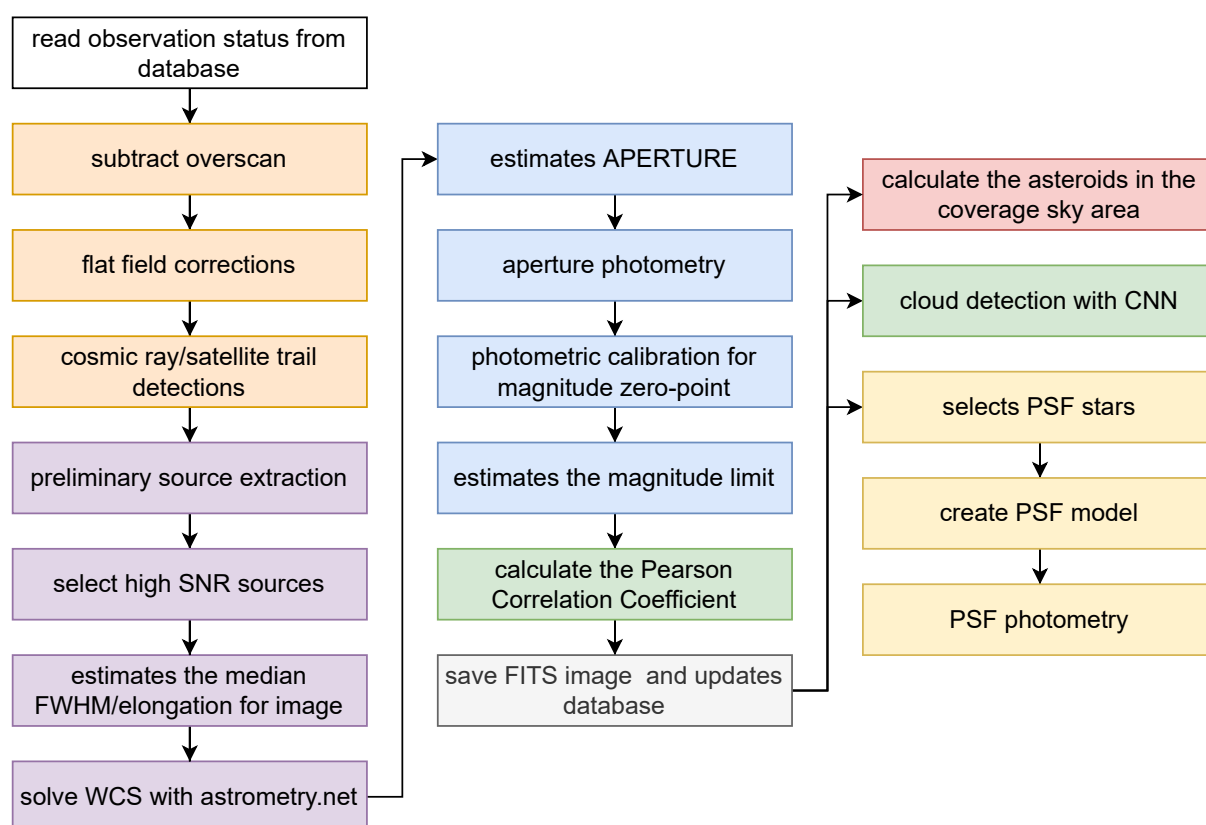 read observation status from
database
subtract overscan
flat field corrections
cosmic ray/satellite trail
detections
preliminary source extraction
select high SNR sources
estimates the median
FWHM/elongation for image
solve WCS with astrometry.net
estimates APERTURE
aperture photometry
photometric calibration for
magnitude zero-point
estimates the magnitude limit
calculate the Pearson
Correlation Coefficient
save FITS image  and updates
database
calculate the asteroids in the
coverage sky area
cloud detection with CNN
selects PSF stars
create PSF model
PSF photometry